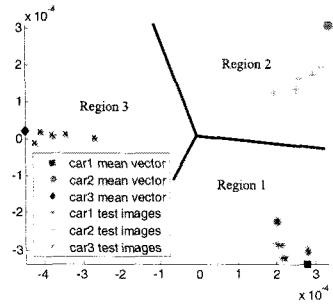 x 10⁻⁴
3
2
1
0
-1
-2
-3
Region 2
Region 3
Region 1
car1 mean vector
car2 mean vector
car3 mean vector
car1 test images
car2 test images
car3 test images
-4 -3 -2 -1 0 1 2 3
x 10⁻⁴